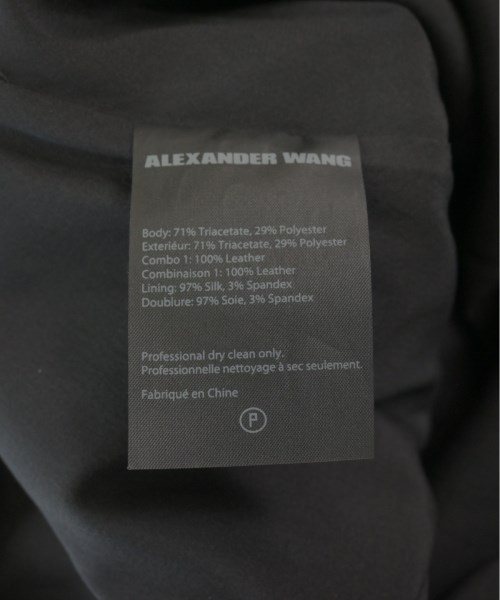 ALEXANDER WANG
Body: 71% Triacetate, 29% Polyester
Exteriéur: 71% Triacetate, 29% Polyester
Combo 1: 100% Leather
Combinaison 1: 100% Leather
Lining: 97% Silk, 3% Spandex
Doublure: 97% Soie, 3% Spandex
Professional dry clean only.
Professionnelle nettoyage à sec seulement.
Fabriqué en Chine
P